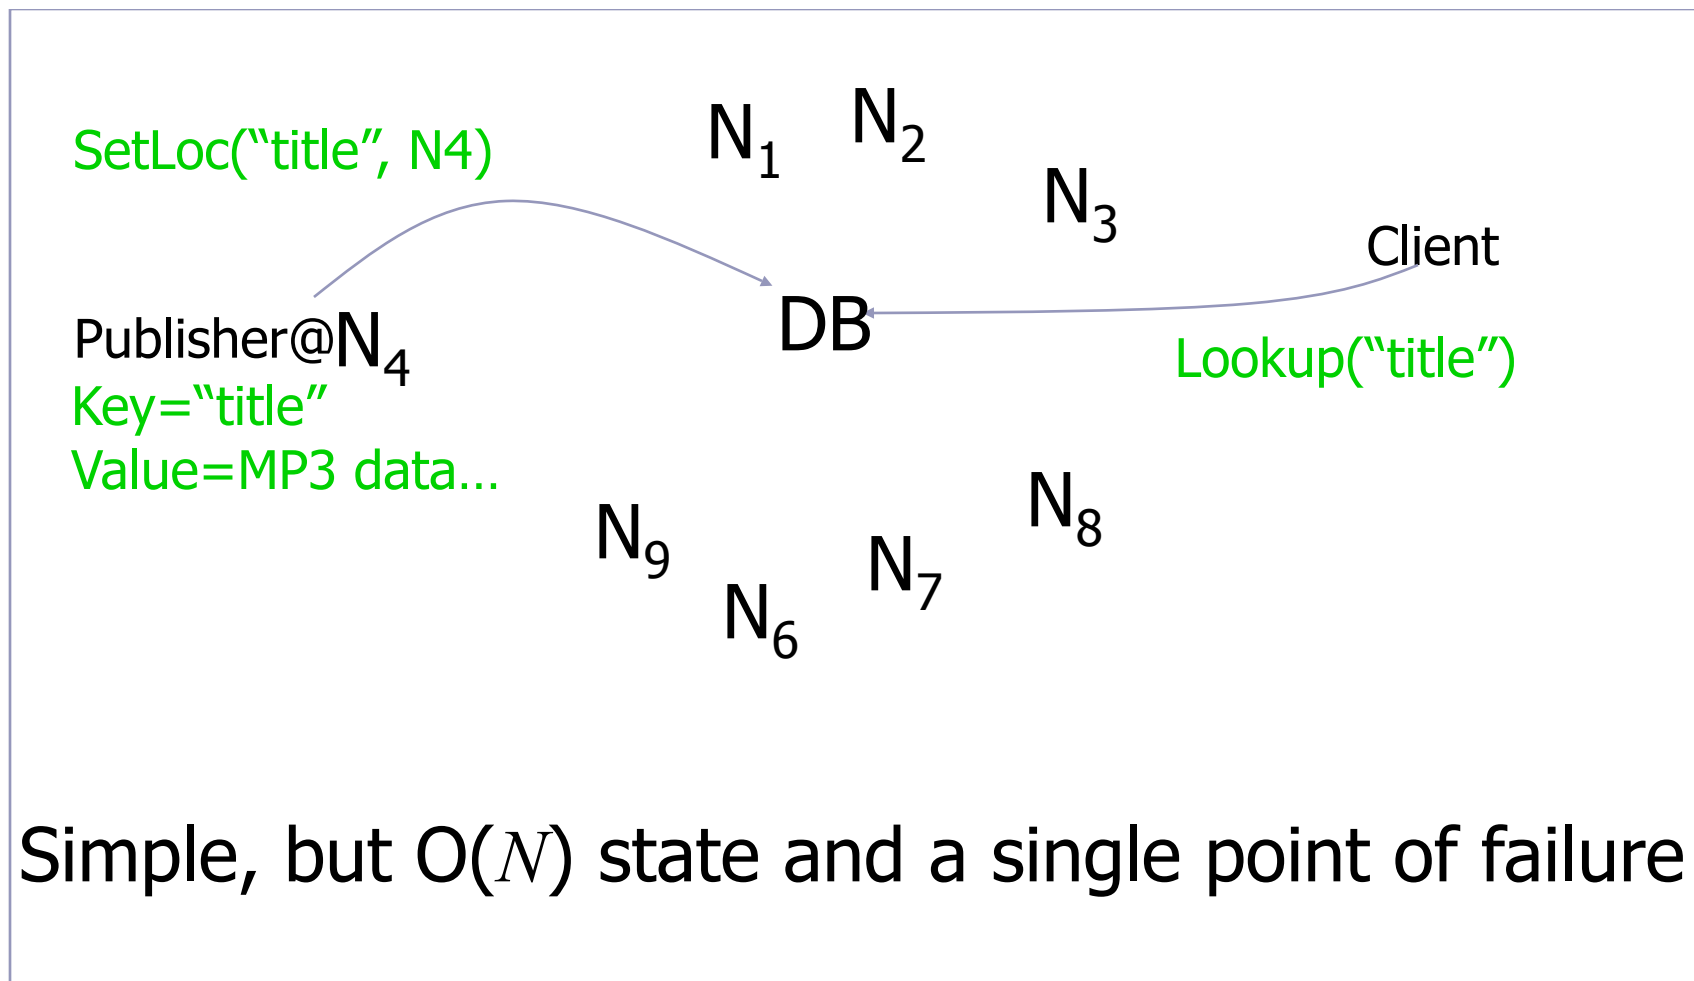 N1
N2
SetLoc(“title”, N4)
N3
Client
Publisher@N4
DB
Lookup(“title”)
Key=“title”
Value=MP3 data…
N8
N9
N7
N6
Simple, but O(N) state and a single point of failure